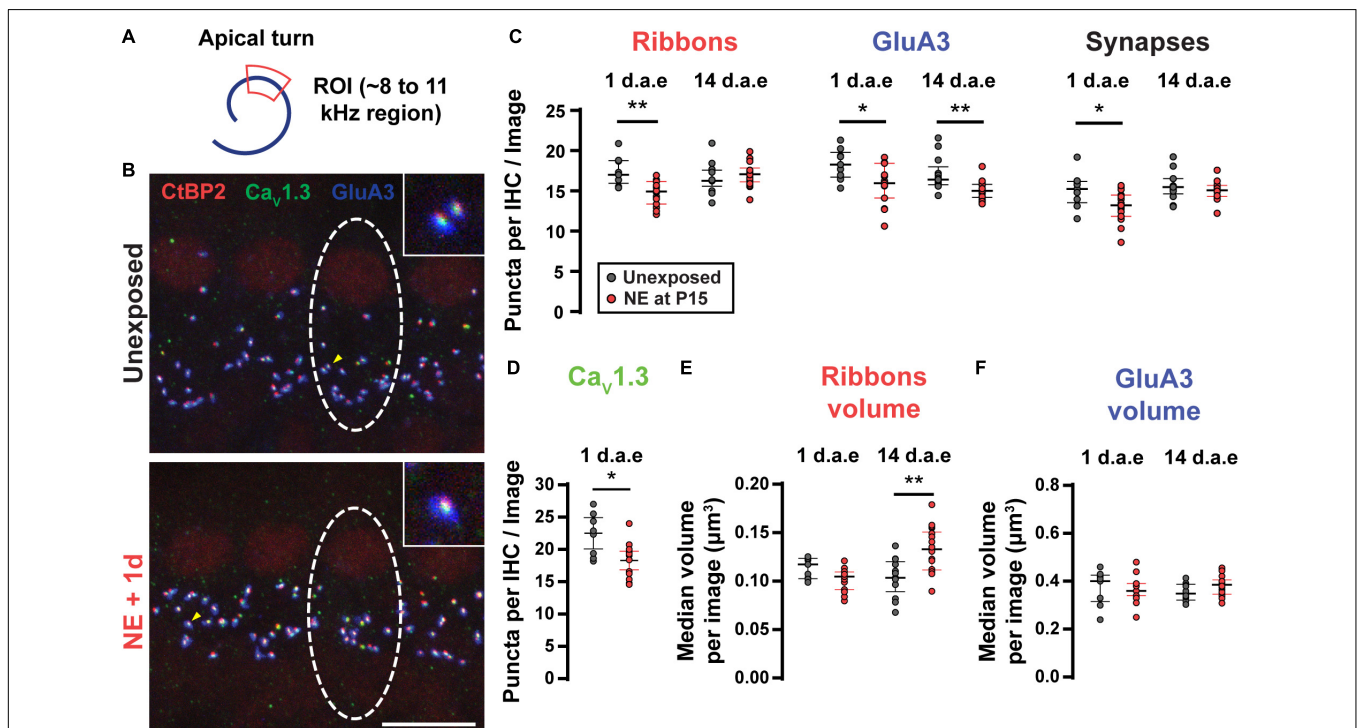 A
Apical turn
ROI (~8 to 11
kHz region)
B
CtBP2 CaV1.3 GluA3
Unexposed
NE + 1d
C
Ribbons GluA3 Synapses
1 d.a.e 14 d.a.e 1 d.a.e 14 d.a.e 1 d.a.e 14 d.a.e
** * ** *
Puncta per IHC / Image
25
20
15
10
5
0
Unexposed
NE at P15
D
CaV1.3
1 d.a.e
*
Puncta per IHC / Image
30
25
20
15
10
5
0
E
Ribbons
volume
1 d.a.e 14 d.a.e
**
Median volume
per image (µm³)
0.20
0.15
0.10
0.05
0.00
F
GluA3
volume
1 d.a.e 14 d.a.e
Median volume
per image (µm³)
0.8
0.6
0.4
0.2
0.0